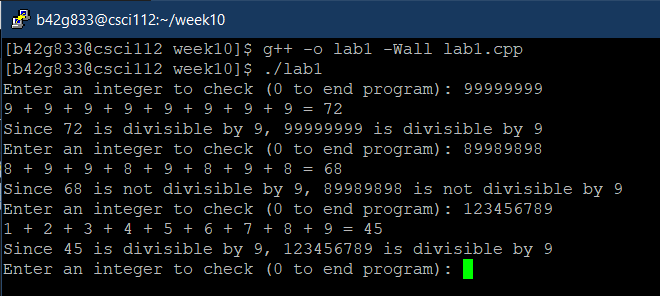 b42g833@csci112:~/week10
[b42g833@csci112 week10]$ g++ -o lab1 -Wall lab1.cpp
[b42g833@csci112 week10]$ ./lab1
Enter an integer to check (0 to end program): 99999999
9 + 9 + 9 + 9 + 9 + 9 + 9 + 9 = 72
Since 72 is divisible by 9, 99999999 is divisible by 9
Enter an integer to check (0 to end program): 89989898
8 + 9 + 9 + 8 + 9 + 8 + 9 + 8 = 68
Since 68 is not divisible by 9, 89989898 is not divisible by 9
Enter an integer to check (0 to end program): 123456789
1 + 2 + 3 + 4 + 5 + 6 + 7 + 8 + 9 = 45
Since 45 is divisible by 9, 123456789 is divisible by 9
Enter an integer to check (0 to end program):